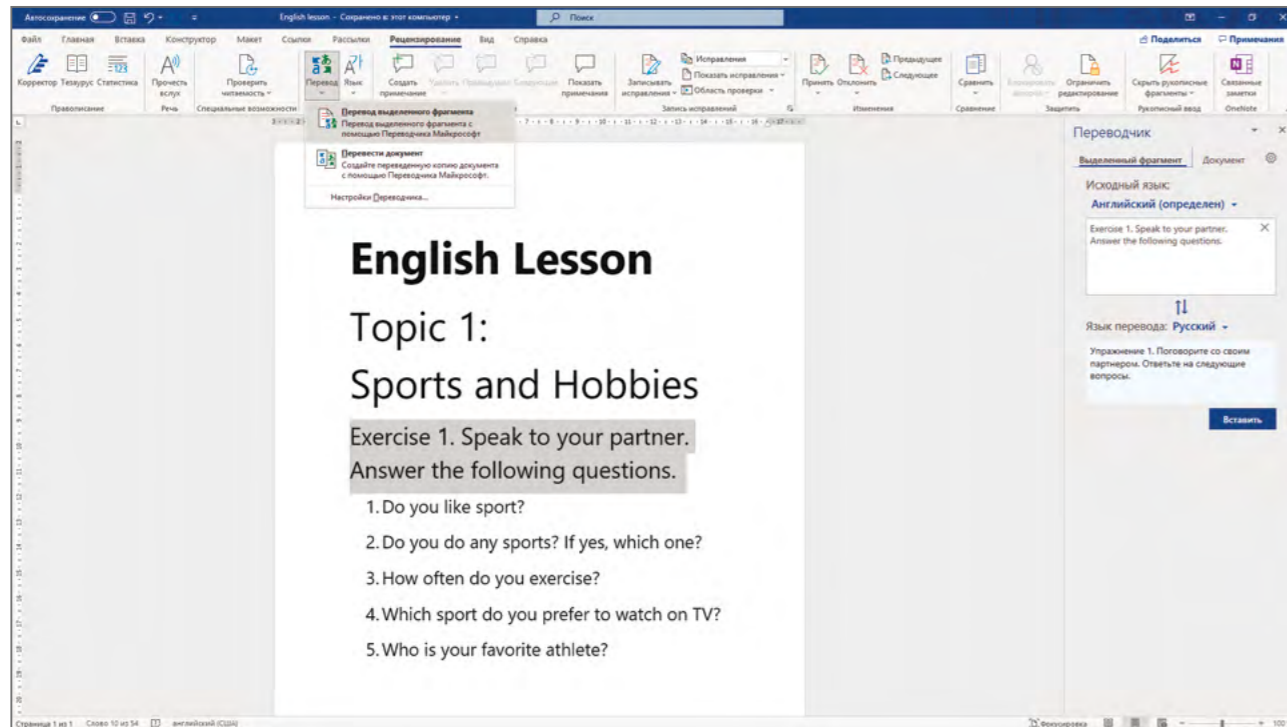 Автосохранение
English lesson - Сохранено в этот компьютер
Поиск
Файл Главная Вставка Конструктор Макет Ссылки Рассылки Рецензирование Вид Справка
Поделиться Примечания
Корректор Тезаурус Статистика
Прочесть вслух
Проверить читаемость
Перевод Язык
Создать примечание
Показать примечания
Записывать исправления
Исправления
Показать исправления
Область проверки
Принять Отклонить
Предыдущее
Следующее
Сравнить
Ограничить редактирование
Скрыть рукописные фрагменты
Связанные заметки
Правописание Речь Специальные возможности Запись исправлений Изменения Сравнение Защитить Рукописный ввод OneNote
Перевод выделенного фрагмента
Перевод выделенного фрагмента с
помощью Переводчика Майкрософт
Перевести документ
Создайте переведенную копию документа
с помощью Переводчика Майкрософт.
Настройки Переводчика...
English Lesson
Topic 1:
Sports and Hobbies
Exercise 1. Speak to your partner.
Answer the following questions.
1. Do you like sport?
2. Do you do any sports? If yes, which one?
3. How often do you exercise?
4. Which sport do you prefer to watch on TV?
5. Who is your favorite athlete?
Переводчик
Выделенный фрагмент Документ
Исходный язык:
Английский (определен)
Exercise 1. Speak to your partner.
Answer the following questions.
Язык перевода: Русский
Упражнение 1. Поговорите со своим
партнером. Ответьте на следующие
вопросы.
Вставить
Страница 1 из 1 Слово 10 из 54 английский (США)
Фокусировка